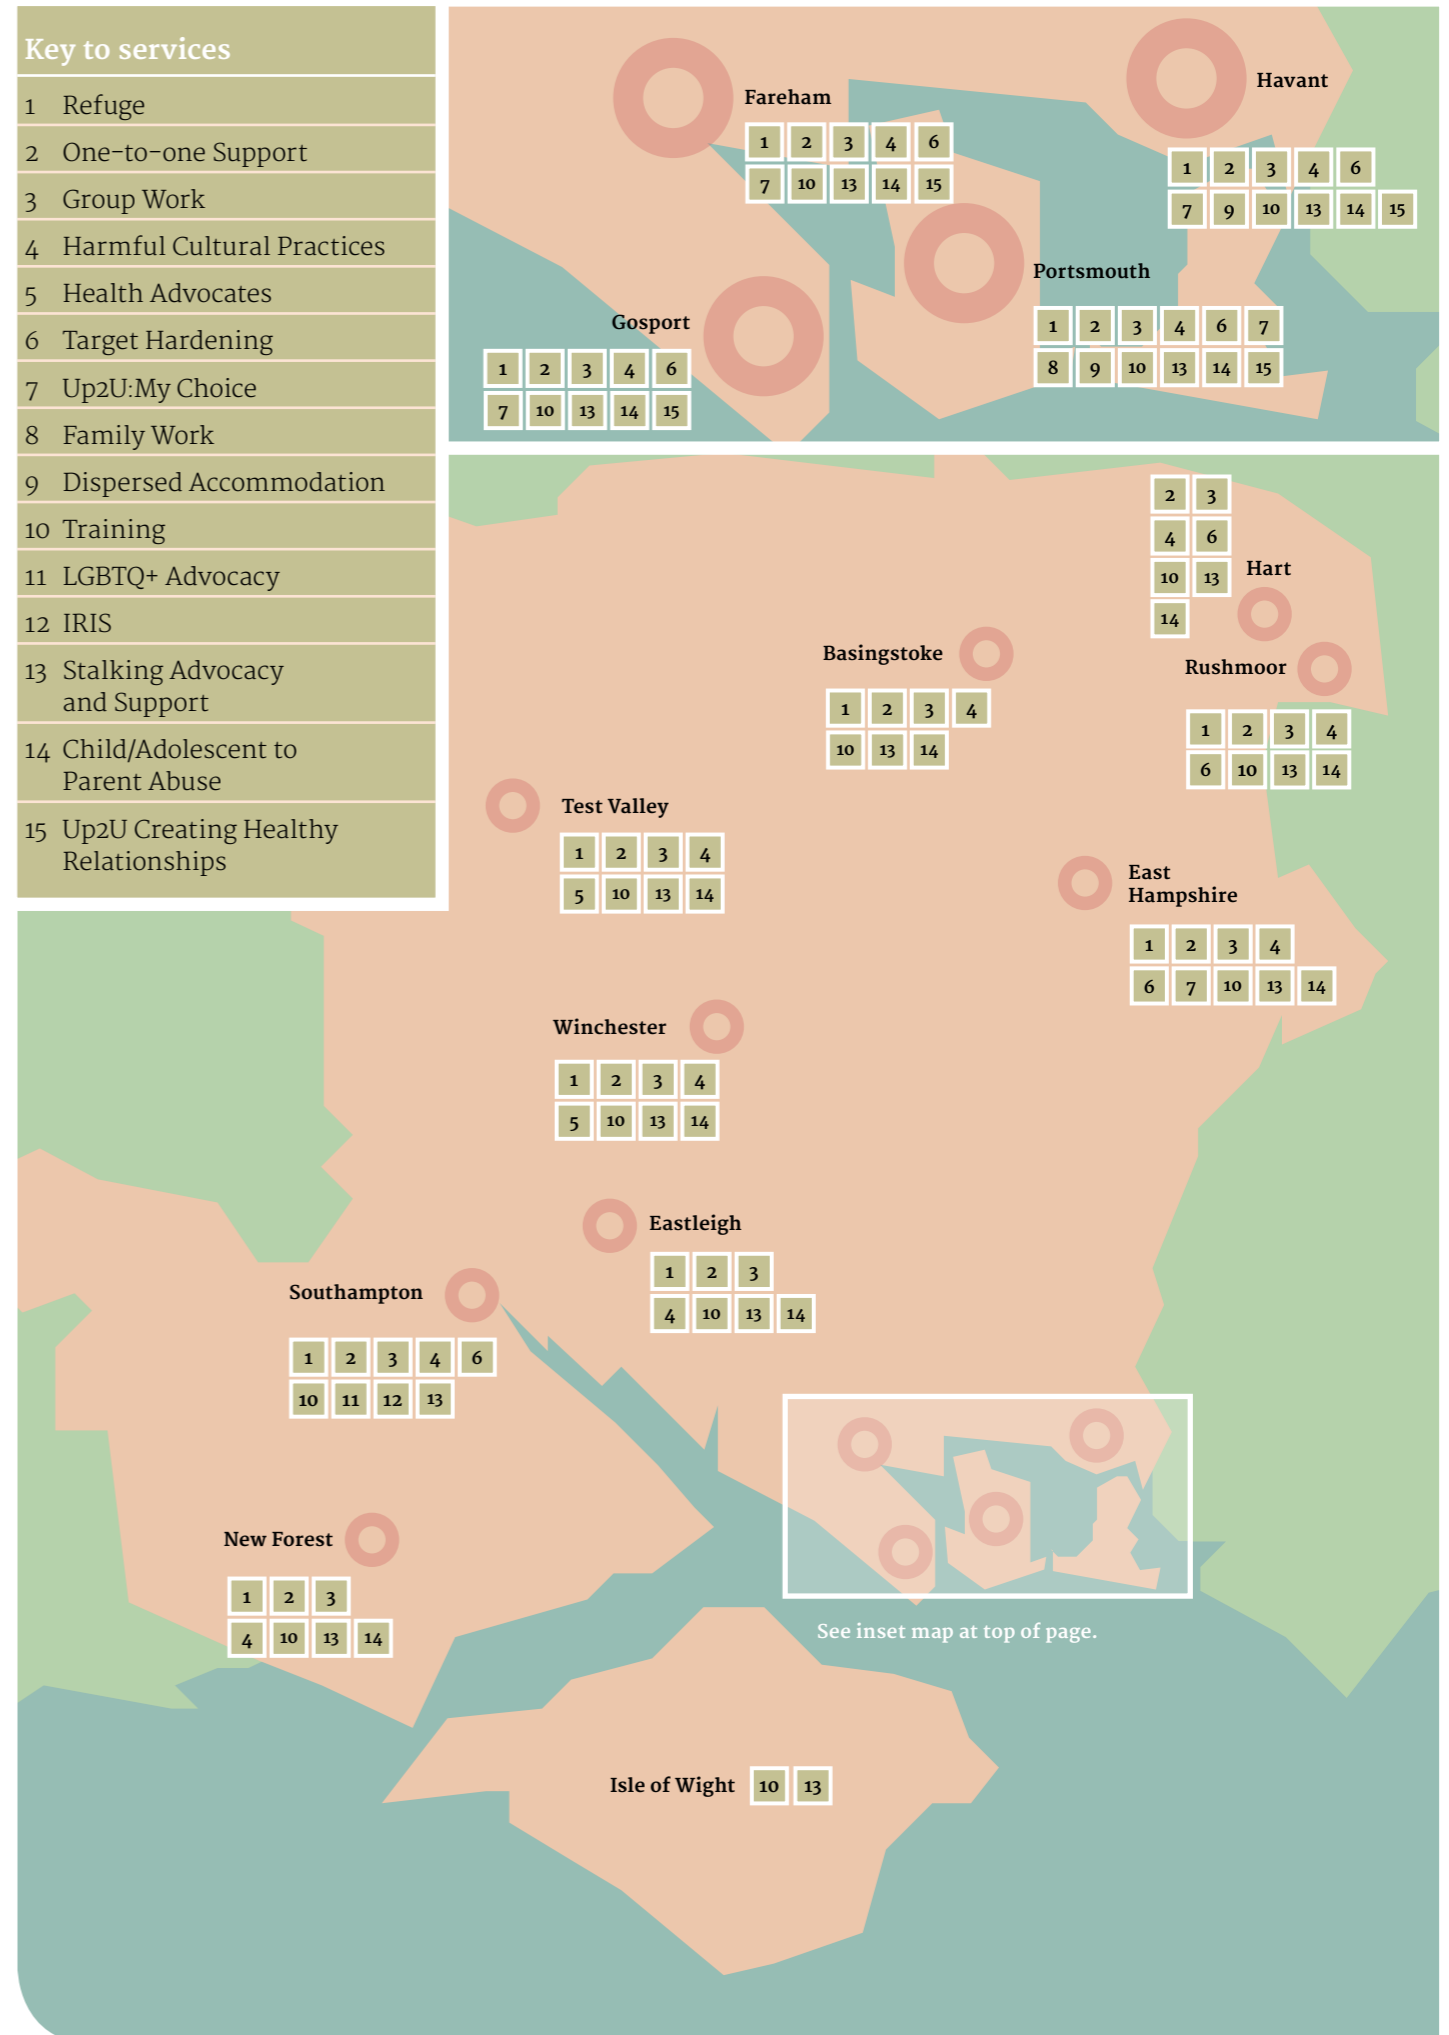 Key to services
1 Refuge
2 One-to-one Support
3 Group Work
4 Harmful Cultural Practices
5 Health Advocates
6 Target Hardening
7 Up2U:My Choice
8 Family Work
9 Dispersed Accommodation
10 Training
11 LGBTQ+ Advocacy
12 IRIS
13 Stalking Advocacy
and Support
14 Child/Adolescent to
Parent Abuse
15 Up2U Creating Healthy
Relationships
Fareham
1 2 3 4 6
7 10 13 14 15
Havant
1 2 3 4 6
7 9 10 13 14 15
Portsmouth
1 2 3 4 6 7
8 9 10 13 14 15
Gosport
1 2 3 4 6
7 10 13 14 15
2 3
4 6
10 13
14
Hart
Basingstoke
1 2 3 4
10 13 14
Rushmoor
1 2 3 4
6 10 13 14
Test Valley
1 2 3 4
5 10 13 14
East
Hampshire
1 2 3 4
6 7 10 13 14
Winchester
1 2 3 4
5 10 13 14
Eastleigh
1 2 3
4 10 13 14
Southampton
1 2 3 4 6
10 11 12 13
New Forest
1 2 3
4 10 13 14
See inset map at top of page.
Isle of Wight 10 13